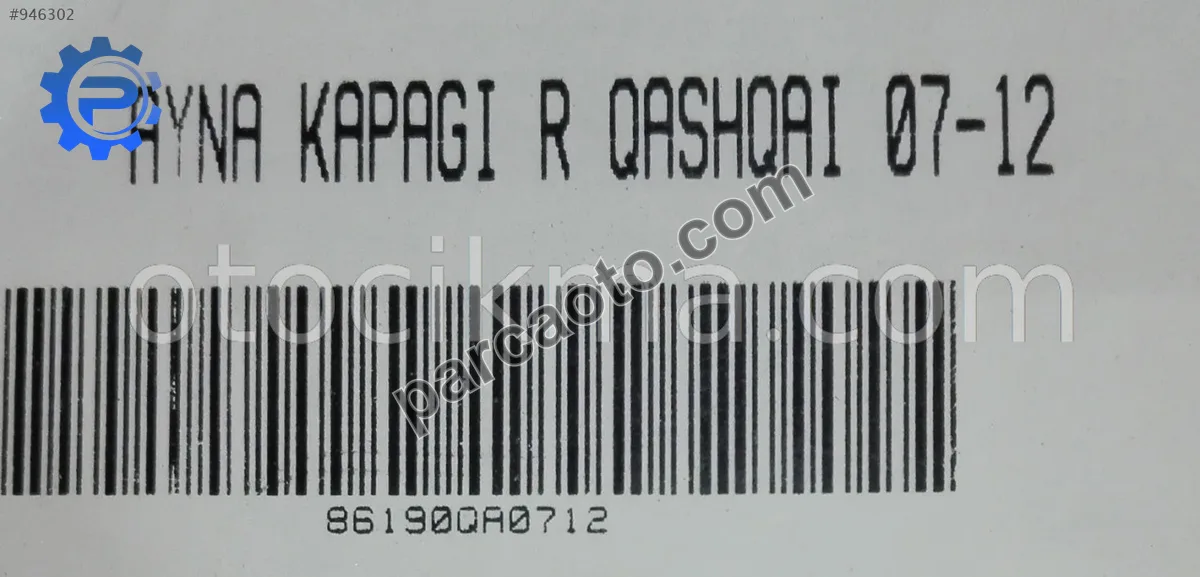 #946302
AYNA KAPAGI R QASHQAI 07-12
parcaoto.com
otocikma.com
86190QA0712